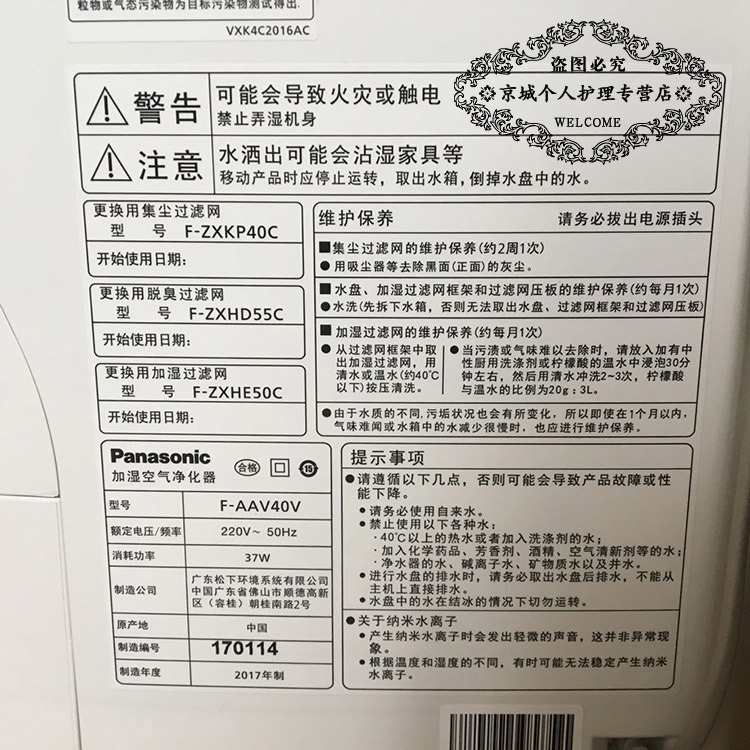 粒物或气态污染物为目标污染物测试得出.
VXK4C2016AC
盗图必究
京城个人护理专营店
WELCOME
警告
可能会导致火灾或触电
禁止弄湿机身
注意
水洒出可能会沾湿家具等
移动产品时应停止运转，取出水箱，倒掉水盘中的水。
更换用集尘过滤网
型 号 F-ZXKP40C
开始使用日期:
更换用脱臭过滤网
型 号 F-ZXHD55C
开始使用日期:
更换用加湿过滤网
型 号 F-ZXHE50C
开始使用日期:
维护保养 请务必拔出电源插头
■集尘过滤网的维护保养(约2周1次)
●用吸尘器等去除黑面(正面)的灰尘。
■水盘、加湿过滤网框架和过滤网压板的维护保养(约每月1次)
●水洗(先拆下水箱，否则无法取出水盘、过滤网框架和过滤网压板)
■加湿过滤网的维护保养(约每月1次)
●从过滤网框架中取
出加湿过滤网，用
清水或温水(约40℃
以下)按压清洗。
●当污渍或气味难以去除时，请放入加有中
性厨用洗涤剂或柠檬酸的温水中浸泡30分
钟左右，然后用清水冲洗2~3次，柠檬酸
与温水的比例为20g：3L。
●由于水质的不同,污垢状况也会有所变化，所以即使在1个月以内，
气味难闻或水箱中的水减少很慢时，也应进行维护保养。
Panasonic
加湿空气净化器
合格
15
型号 F-AAV40V
额定电压/频率 220V~ 50Hz
消耗功率 37W
制造公司 广东松下环境系统有限公司
中国广东省佛山市顺德高新
区（容桂）朝桂南路2号
原产地 中国
制造编号 170114
制造年度 2017年制
提示事项
●请遵循以下几点，否则可能会导致产品故障或性
能下降。
●请务必使用自来水。
●禁止使用以下各种水：
·40℃以上的热水或者加入洗涤剂的水;
·加入化学药品、芳香剂、酒精、空气清新剂等的水;
·净水器的水、碱离子水、矿物质水以及井水。
●进行水盘的排水时，请务必取出水盘后排水，不能从
主机上直接排水。
●水盘中的水在结冰的情况下切勿运转。
●关于纳米水离子
●产生纳米水离子时会发出轻微的声音，这并非异常现
象。
●根据温度和湿度的不同，有时可能无法稳定产生纳米
水离子。